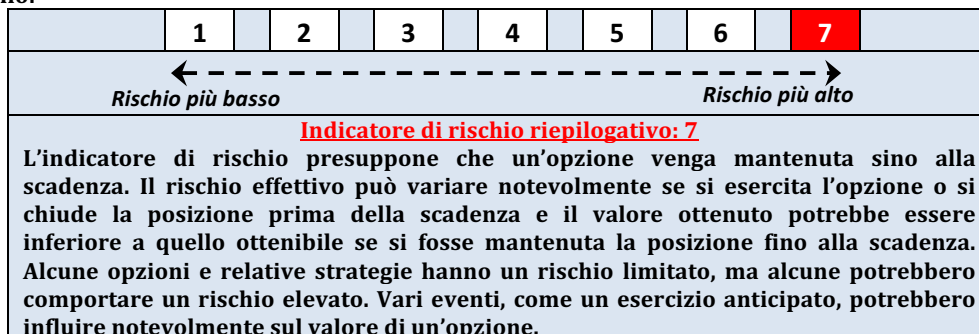 1 2 3 4 5 6 7
Rischio più basso Rischio più alto
Indicatore di rischio riepilogativo: 7
L’indicatore di rischio presuppone che un’opzione venga mantenuta sino alla
scadenza. Il rischio effettivo può variare notevolmente se si esercita l’opzione o si
chiude la posizione prima della scadenza e il valore ottenuto potrebbe essere
inferiore a quello ottenibile se si fosse mantenuta la posizione fino alla scadenza.
Alcune opzioni e relative strategie hanno un rischio limitato, ma alcune potrebbero
comportare un rischio elevato. Vari eventi, come un esercizio anticipato, potrebbero
influire notevolmente sul valore di un’opzione.